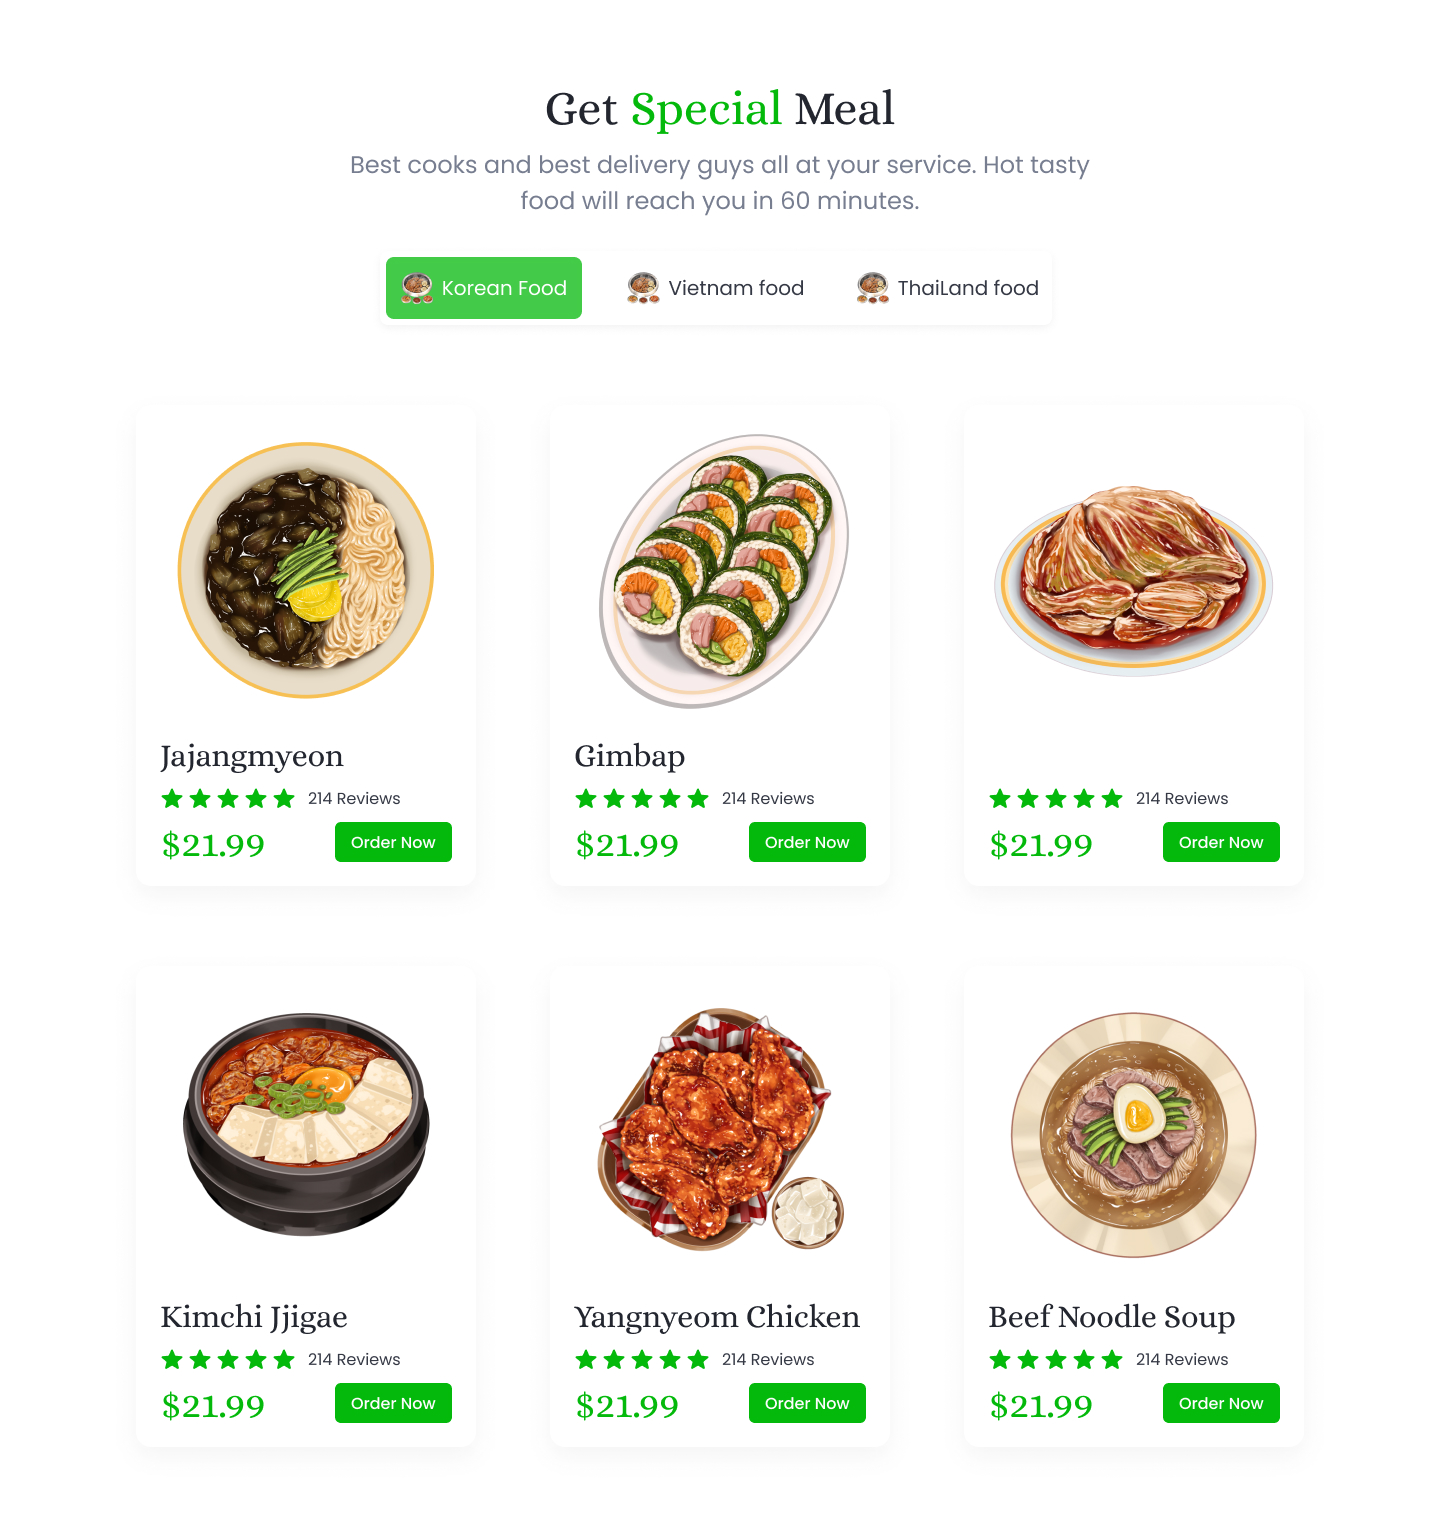 Get Special Meal
Best cooks and best delivery guys all at your service. Hot tasty
food will reach you in 60 minutes.
Korean Food
Vietnam food
ThaiLand food
Jajangmyeon
214 Reviews
$21.99
Order Now
Gimbap
214 Reviews
$21.99
Order Now
214 Reviews
$21.99
Order Now
Kimchi Jjigae
214 Reviews
$21.99
Order Now
Yangnyeom Chicken
214 Reviews
$21.99
Order Now
Beef Noodle Soup
214 Reviews
$21.99
Order Now